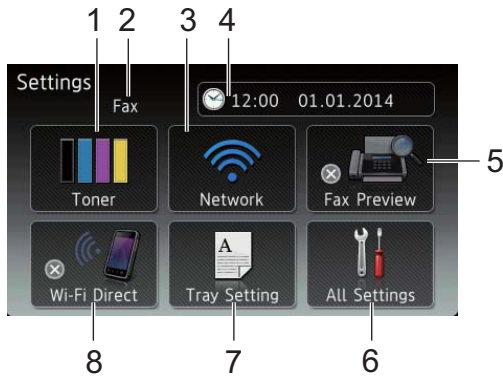 1 2 3 4
Settings
Fax
12:00 01.01.2014
5
Toner Network Fax Preview
A
Wi-Fi Direct Tray Setting All Settings
8 7 6